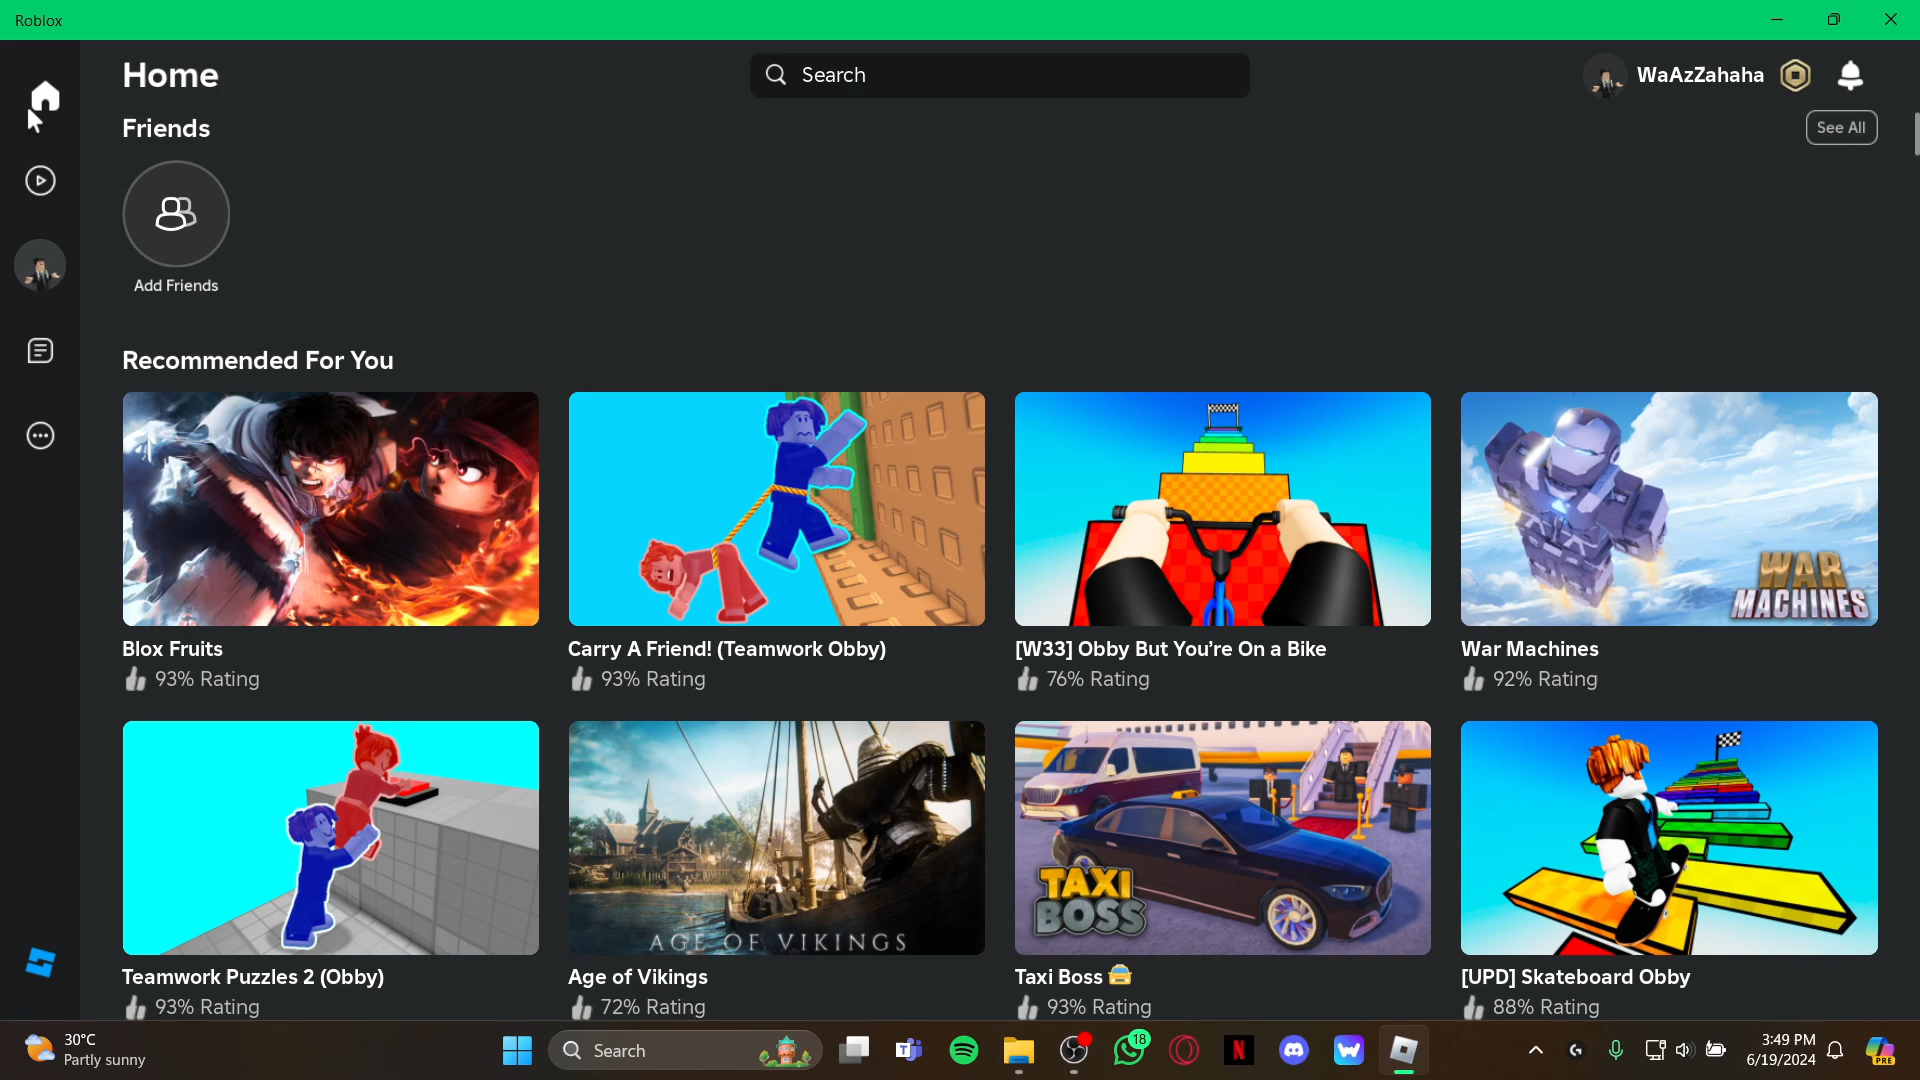 Roblox
Home
Search
WaAzZahaha
Friends
See All
Add Friends
Recommended For You
WAR MACHINES
Blox Fruits
93% Rating
Carry A Friend! (Teamwork Obby)
93% Rating
[W33] Obby But You're On a Bike
76% Rating
War Machines
92% Rating
AGE OF VIKINGS
TAXI BOSS
Teamwork Puzzles 2 (Obby)
93% Rating
Age of Vikings
72% Rating
Taxi Boss 🚖
93% Rating
[UPD] Skateboard Obby
88% Rating
30°C
Partly sunny
Search
18
3:49 PM
6/19/2024
PRE